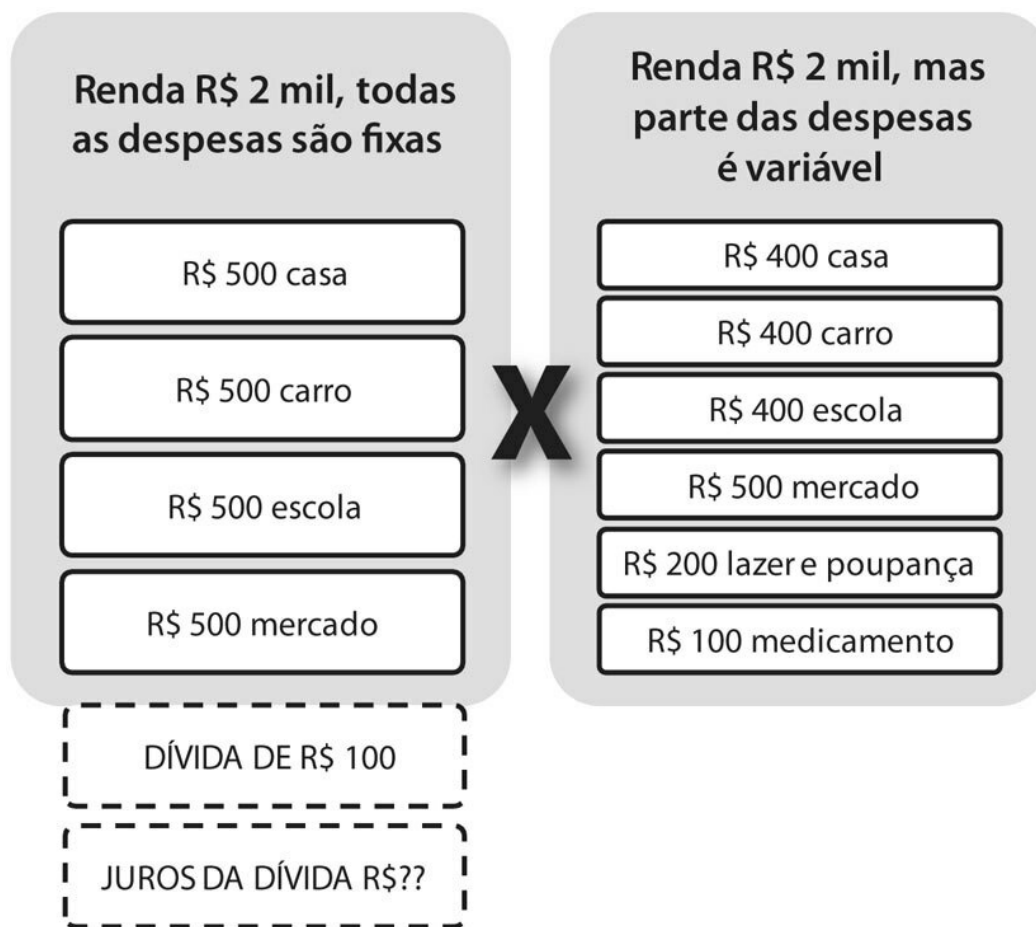 Renda R$ 2 mil, todas
as despesas são fixas
R$ 500 casa
R$ 500 carro
R$ 500 escola
R$ 500 mercado
DÍVIDA DE R$ 100
JUROS DA DÍVIDA R$??
X
Renda R$ 2 mil, mas
parte das despesas
é variável
R$ 400 casa
R$ 400 carro
R$ 400 escola
R$ 500 mercado
R$ 200 lazer e poupança
R$ 100 medicamento